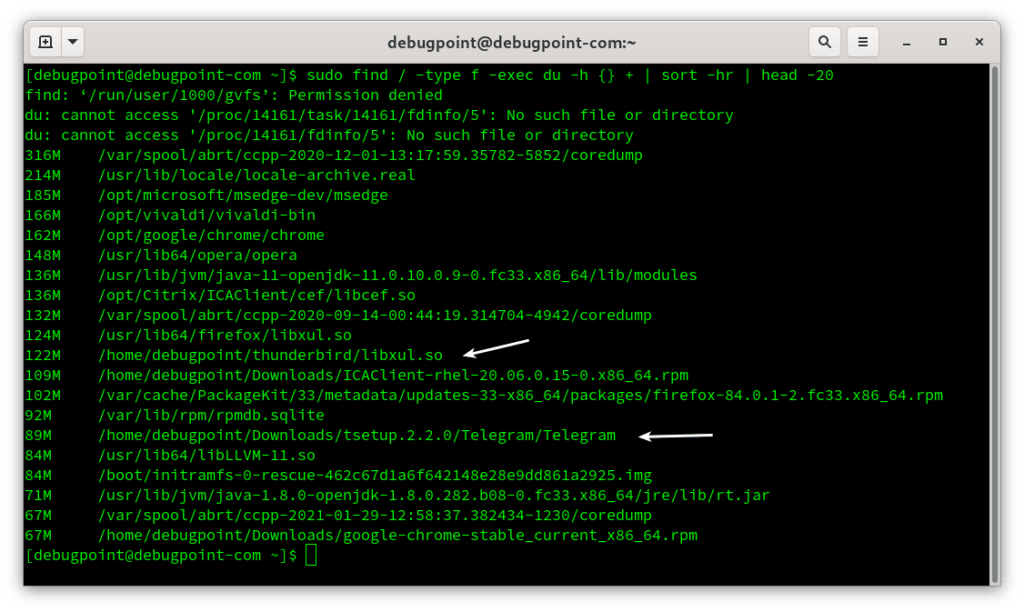 debugpoint@debugpoint-com:~
[debugpoint@debugpoint-com ~]$ sudo find / -type f -exec du -h {} + | sort -hr | head -20
find: ‘/run/user/1000/gvfs’: Permission denied
du: cannot access '/proc/14161/task/14161/fdinfo/5': No such file or directory
du: cannot access '/proc/14161/fdinfo/5': No such file or directory
316M /var/spool/abrt/ccpp-2020-12-01-13:17:59.35782-5852/coredump
214M /usr/lib/locale/locale-archive.real
185M /opt/microsoft/msedge-dev/msedge
166M /opt/vivaldi/vivaldi-bin
162M /opt/google/chrome/chrome
148M /usr/lib64/opera/opera
136M /usr/lib/jvm/java-11-openjdk-11.0.10.0.9-0.fc33.x86_64/lib/modules
136M /opt/Citrix/ICAClient/cef/libcef.so
132M /var/spool/abrt/ccpp-2020-09-14-00:44:19.314704-4942/coredump
124M /usr/lib64/firefox/libxul.so
122M /home/debugpoint/thunderbird/libxul.so
109M /home/debugpoint/Downloads/ICAClient-rhel-20.06.0.15-0.x86_64.rpm
102M /var/cache/PackageKit/33/metadata/updates-33-x86_64/packages/firefox-84.0.1-2.fc33.x86_64.rpm
92M /var/lib/rpm/rpmdb.sqlite
89M /home/debugpoint/Downloads/tsetup.2.2.0/Telegram/Telegram
84M /usr/lib64/libLLVM-11.so
84M /boot/initramfs-0-rescue-462c67d1a6f642148e28e9dd861a2925.img
71M /usr/lib/jvm/java-1.8.0-openjdk-1.8.0.282.b08-0.fc33.x86_64/jre/lib/rt.jar
67M /var/spool/abrt/ccpp-2021-01-29-12:58:37.382434-1230/coredump
67M /home/debugpoint/Downloads/google-chrome-stable_current_x86_64.rpm
[debugpoint@debugpoint-com ~]$